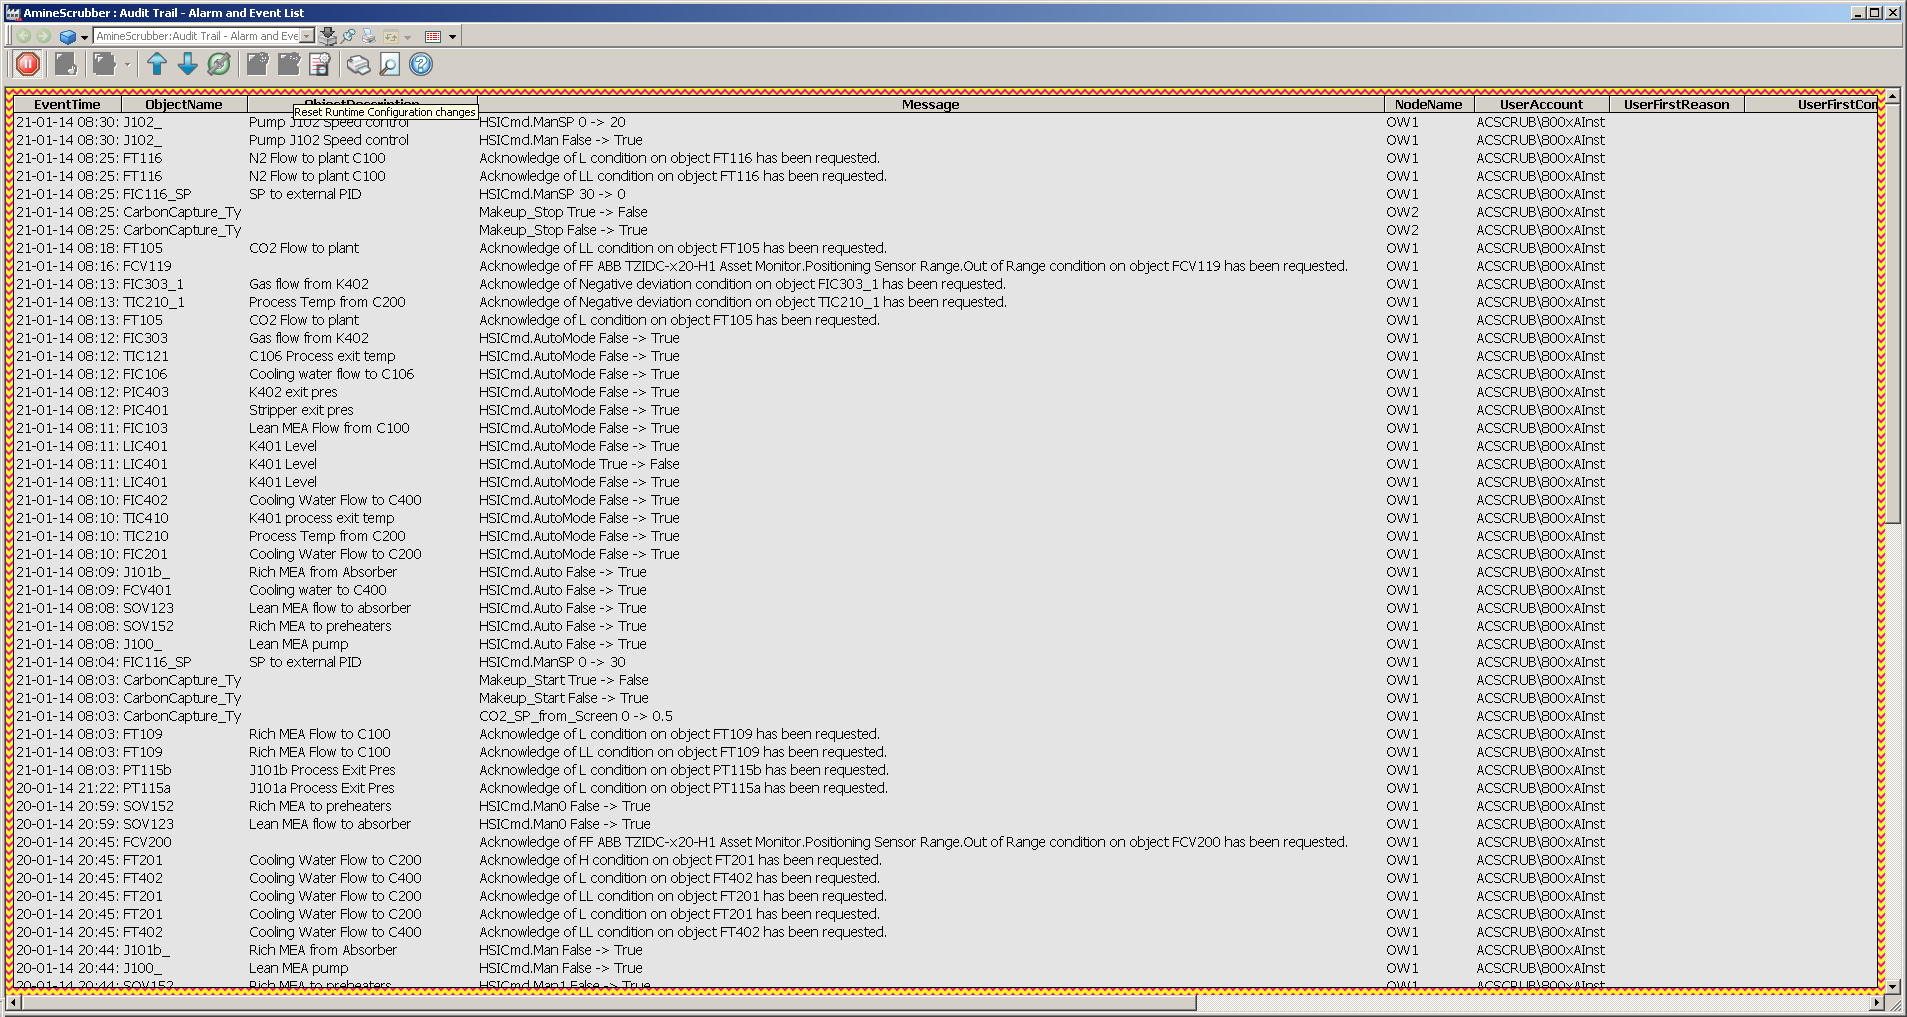 AmineScrubber : Audit Trail - Alarm and Event List
AmineScrubber:Audit Trail - Alarm and Eve
EventTime ObjectName ObjectDescription Message NodeName UserAccount UserFirstReason UserFirstCom
Reset Runtime Configuration changes
21-01-14 08:30: J102_ Pump J102 Speed control HSICmd.ManSP 0 -> 20 OW1 ACSCRUB\800xAInst
21-01-14 08:30: J102_ Pump J102 Speed control HSICmd.Man False -> True OW1 ACSCRUB\800xAInst
21-01-14 08:25: FT116 N2 Flow to plant C100 Acknowledge of L condition on object FT116 has been requested. OW1 ACSCRUB\800xAInst
21-01-14 08:25: FT116 N2 Flow to plant C100 Acknowledge of LL condition on object FT116 has been requested. OW1 ACSCRUB\800xAInst
21-01-14 08:25: FIC116_SP SP to external PID HSICmd.ManSP 30 -> 0 OW1 ACSCRUB\800xAInst
21-01-14 08:25: CarbonCapture_Ty Makeup_Stop True -> False OW2 ACSCRUB\800xAInst
21-01-14 08:25: CarbonCapture_Ty Makeup_Stop False -> True OW2 ACSCRUB\800xAInst
21-01-14 08:18: FT105 CO2 Flow to plant Acknowledge of LL condition on object FT105 has been requested. OW1 ACSCRUB\800xAInst
21-01-14 08:16: FCV119 Acknowledge of FF ABB TZIDC-x20-H1 Asset Monitor.Positioning Sensor Range.Out of Range condition on object FCV119 has been requested. OW1 ACSCRUB\800xAInst
21-01-14 08:13: FIC303_1 Gas flow from K402 Acknowledge of Negative deviation condition on object FIC303_1 has been requested. OW1 ACSCRUB\800xAInst
21-01-14 08:13: TIC210_1 Process Temp from C200 Acknowledge of Negative deviation condition on object TIC210_1 has been requested. OW1 ACSCRUB\800xAInst
21-01-14 08:13: FT105 CO2 Flow to plant Acknowledge of L condition on object FT105 has been requested. OW1 ACSCRUB\800xAInst
21-01-14 08:12: FIC303 Gas flow from K402 HSICmd.AutoMode False -> True OW1 ACSCRUB\800xAInst
21-01-14 08:12: TIC121 C106 Process exit temp HSICmd.AutoMode False -> True OW1 ACSCRUB\800xAInst
21-01-14 08:12: FIC106 Cooling water flow to C106 HSICmd.AutoMode False -> True OW1 ACSCRUB\800xAInst
21-01-14 08:12: PIC403 K402 exit pres HSICmd.AutoMode False -> True OW1 ACSCRUB\800xAInst
21-01-14 08:12: PIC401 Stripper exit pres HSICmd.AutoMode False -> True OW1 ACSCRUB\800xAInst
21-01-14 08:11: FIC103 Lean MEA Flow from C100 HSICmd.AutoMode False -> True OW1 ACSCRUB\800xAInst
21-01-14 08:11: LIC401 K401 Level HSICmd.AutoMode False -> True OW1 ACSCRUB\800xAInst
21-01-14 08:11: LIC401 K401 Level HSICmd.AutoMode True -> False OW1 ACSCRUB\800xAInst
21-01-14 08:11: LIC401 K401 Level HSICmd.AutoMode False -> True OW1 ACSCRUB\800xAInst
21-01-14 08:10: FIC402 Cooling Water Flow to C400 HSICmd.AutoMode False -> True OW1 ACSCRUB\800xAInst
21-01-14 08:10: TIC410 K401 process exit temp HSICmd.AutoMode False -> True OW1 ACSCRUB\800xAInst
21-01-14 08:10: TIC210 Process Temp from C200 HSICmd.AutoMode False -> True OW1 ACSCRUB\800xAInst
21-01-14 08:10: FIC201 Cooling Water Flow to C200 HSICmd.AutoMode False -> True OW1 ACSCRUB\800xAInst
21-01-14 08:09: J101b_ Rich MEA from Absorber HSICmd.Auto False -> True OW1 ACSCRUB\800xAInst
21-01-14 08:09: FCV401 Cooling water to C400 HSICmd.Auto False -> True OW1 ACSCRUB\800xAInst
21-01-14 08:08: SOV123 Lean MEA flow to absorber HSICmd.Auto False -> True OW1 ACSCRUB\800xAInst
21-01-14 08:08: SOV152 Rich MEA to preheaters HSICmd.Auto False -> True OW1 ACSCRUB\800xAInst
21-01-14 08:08: J100_ Lean MEA pump HSICmd.Auto False -> True OW1 ACSCRUB\800xAInst
21-01-14 08:04: FIC116_SP SP to external PID HSICmd.ManSP 0 -> 30 OW1 ACSCRUB\800xAInst
21-01-14 08:03: CarbonCapture_Ty Makeup_Start True -> False OW1 ACSCRUB\800xAInst
21-01-14 08:03: CarbonCapture_Ty Makeup_Start False -> True OW1 ACSCRUB\800xAInst
21-01-14 08:03: CarbonCapture_Ty CO2_SP_from_Screen 0 -> 0.5 OW1 ACSCRUB\800xAInst
21-01-14 08:03: FT109 Rich MEA Flow to C100 Acknowledge of L condition on object FT109 has been requested. OW1 ACSCRUB\800xAInst
21-01-14 08:03: FT109 Rich MEA Flow to C100 Acknowledge of LL condition on object FT109 has been requested. OW1 ACSCRUB\800xAInst
21-01-14 08:03: PT115b J101b Process Exit Pres Acknowledge of L condition on object PT115b has been requested. OW1 ACSCRUB\800xAInst
20-01-14 21:22: PT115a J101a Process Exit Pres Acknowledge of L condition on object PT115a has been requested. OW1 ACSCRUB\800xAInst
20-01-14 20:59: SOV152 Rich MEA to preheaters HSICmd.Man0 False -> True OW1 ACSCRUB\800xAInst
20-01-14 20:59: SOV123 Lean MEA flow to absorber HSICmd.Man0 False -> True OW1 ACSCRUB\800xAInst
20-01-14 20:45: FCV200 Acknowledge of FF ABB TZIDC-x20-H1 Asset Monitor.Positioning Sensor Range.Out of Range condition on object FCV200 has been requested. OW1 ACSCRUB\800xAInst
20-01-14 20:45: FT201 Cooling Water Flow to C200 Acknowledge of H condition on object FT201 has been requested. OW1 ACSCRUB\800xAInst
20-01-14 20:45: FT402 Cooling Water Flow to C400 Acknowledge of L condition on object FT402 has been requested. OW1 ACSCRUB\800xAInst
20-01-14 20:45: FT201 Cooling Water Flow to C200 Acknowledge of LL condition on object FT201 has been requested. OW1 ACSCRUB\800xAInst
20-01-14 20:45: FT201 Cooling Water Flow to C200 Acknowledge of L condition on object FT201 has been requested. OW1 ACSCRUB\800xAInst
20-01-14 20:45: FT402 Cooling Water Flow to C400 Acknowledge of LL condition on object FT402 has been requested. OW1 ACSCRUB\800xAInst
20-01-14 20:44: J101b_ Rich MEA from Absorber HSICmd.Man False -> True OW1 ACSCRUB\800xAInst
20-01-14 20:44: J100_ Lean MEA pump HSICmd.Man False -> True OW1 ACSCRUB\800xAInst
20-01-14 20:44: SOV152 Rich MEA to preheaters HSICmd.Man1 False -> True OW1 ACSCRUB\800xAInst